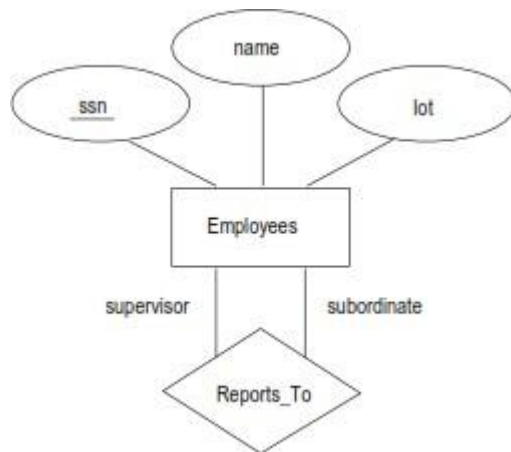 name
ssn
lot
Employees
supervisor
subordinate
Reports_To